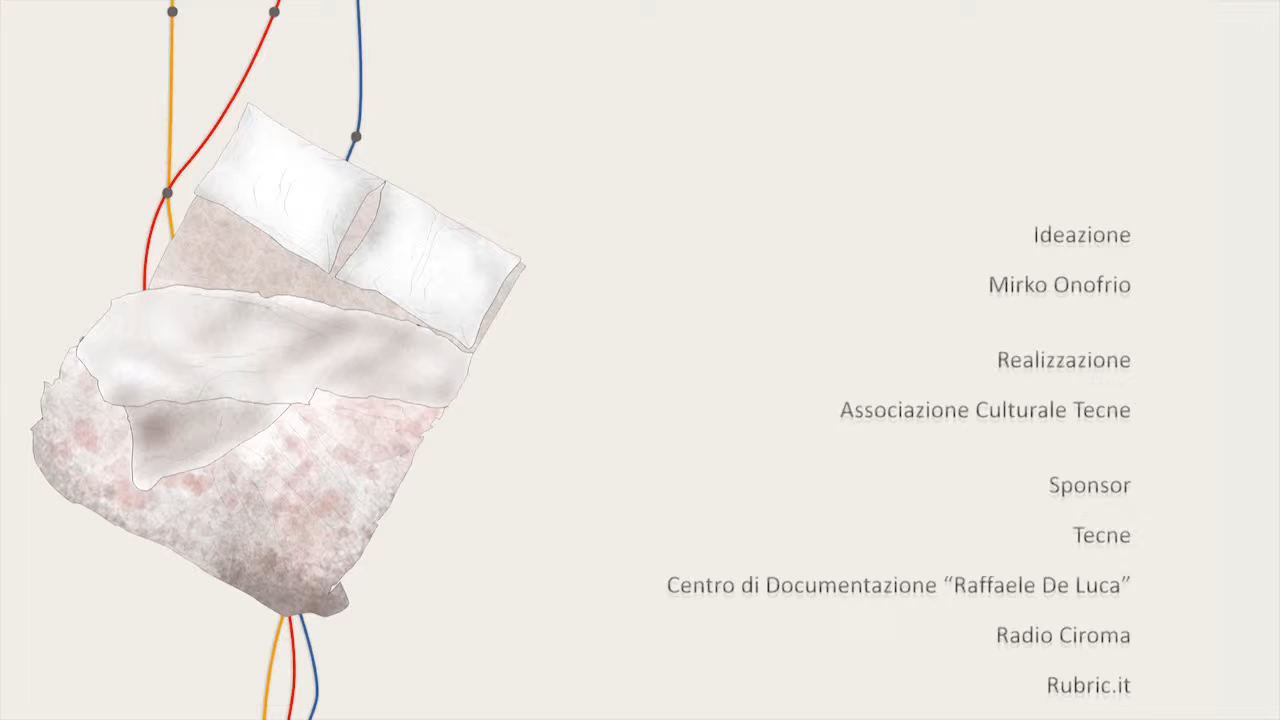 Ideazione
Mirko Onofrio
Realizzazione
Associazione Culturale Tecne
Sponsor
Tecne
Centro di Documentazione “Raffaele De Luca”
Radio Ciroma
Rubric.it